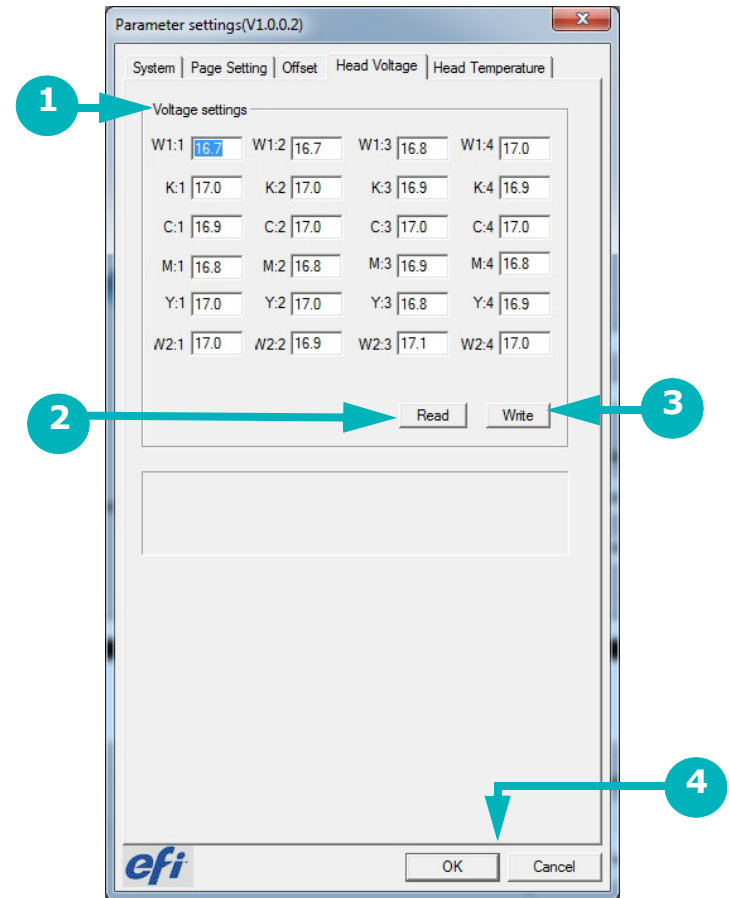 Parameter settings(V1.0.0.2)
System Page Setting Offset Head Voltage Head Temperature
1
Voltage settings
W1:1 16.7 W1:2 16.7 W1:3 16.8 W1:4 17.0
K:1 17.0 K:2 17.0 K:3 16.9 K:4 16.9
C:1 16.9 C:2 17.0 C:3 17.0 C:4 17.0
M:1 16.8 M:2 16.8 M:3 16.9 M:4 16.8
Y:1 17.0 Y:2 17.0 Y:3 16.8 Y:4 16.9
W2:1 17.0 W2:2 16.9 W2:3 17.1 W2:4 17.0
2 Read Write 3
4
efi OK Cancel